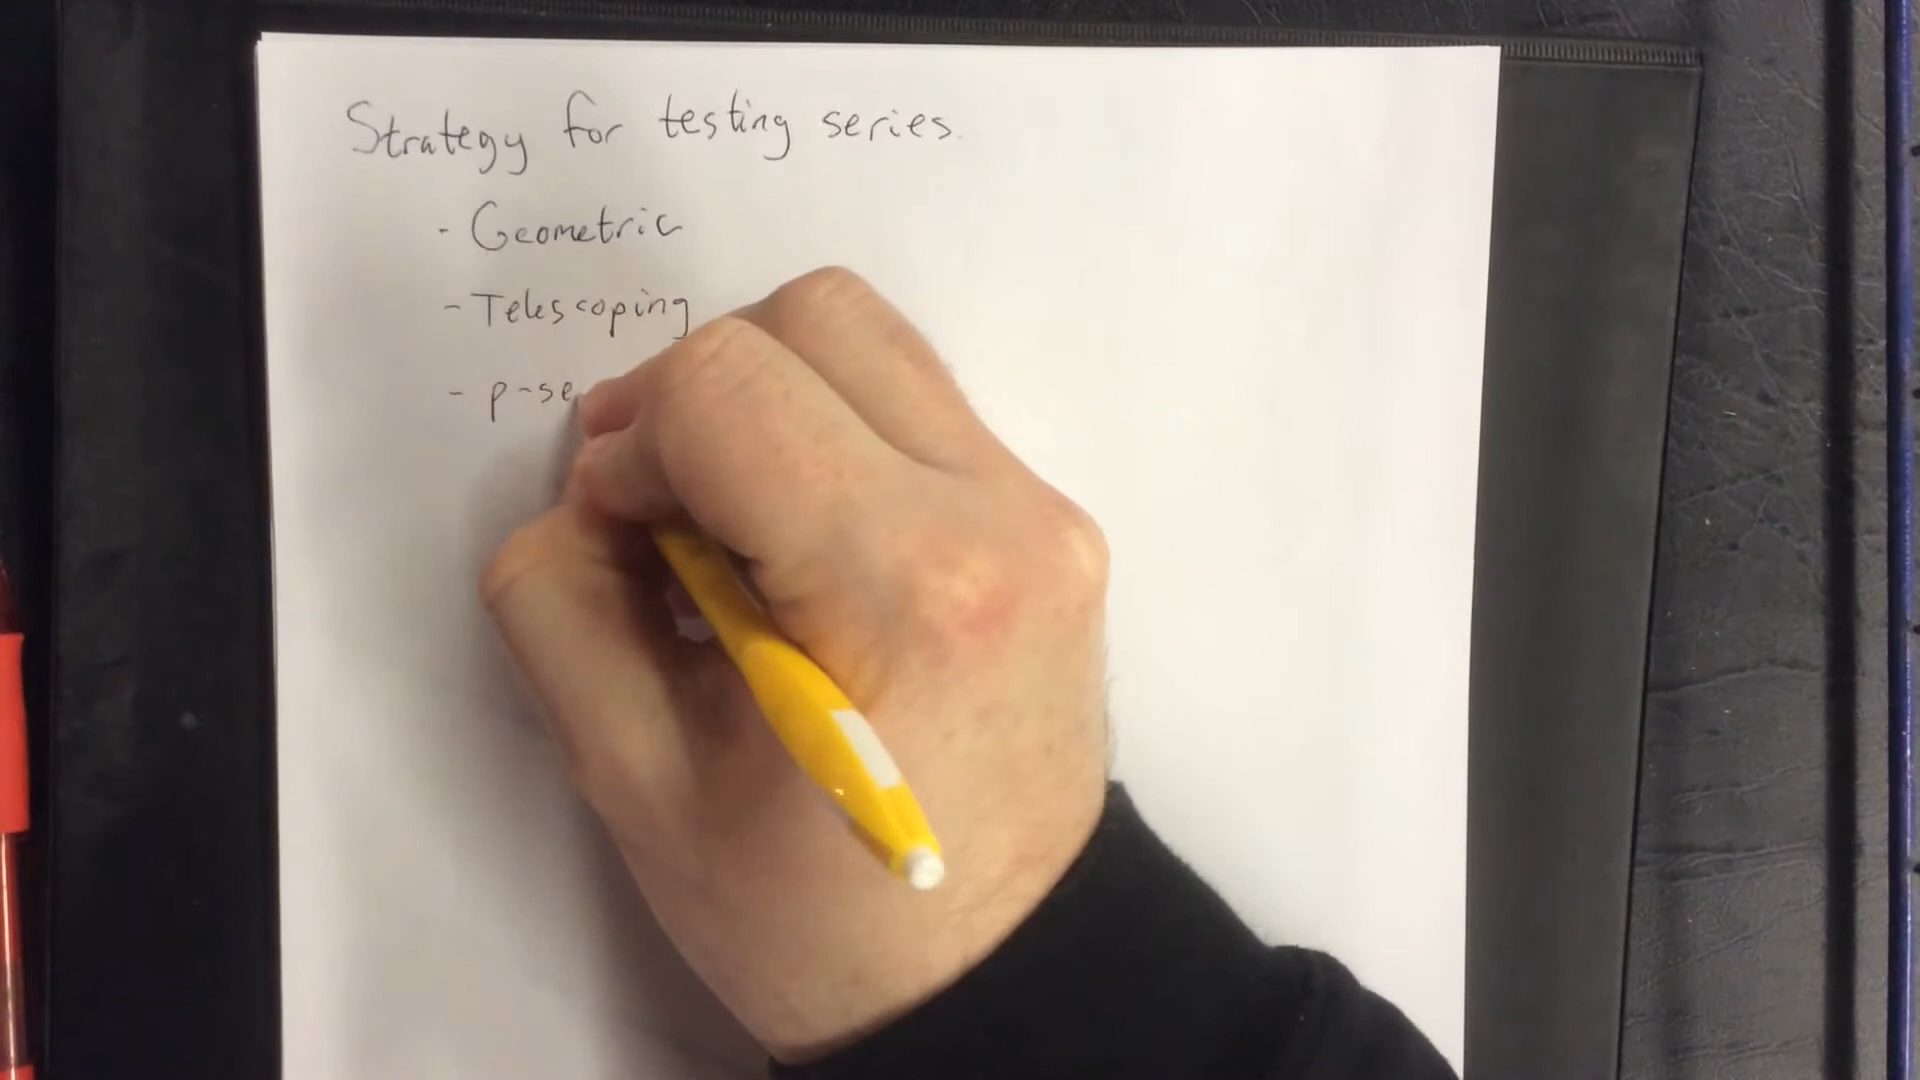 Strategy for testing series.
- Geometric
- Telescoping
- p-se